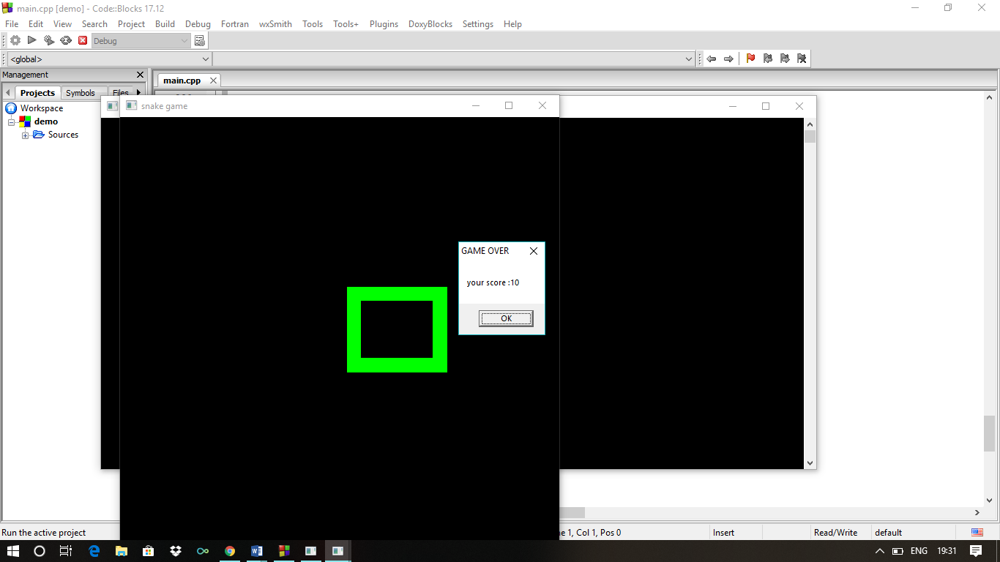 main.cpp [demo] - Code::Blocks 17.12
File Edit View Search Project Build Debug Fortran wxSmith Tools Tools+ Plugins DoxyBlocks Settings Help
Debug
<global>
Management
main.cpp
Projects Symbols Files
snake game
Workspace
demo
Sources
GAME OVER
your score :10
OK
Run the active project
1, Col 1, Pos 0
Insert
Read/Write
default
ENG
19:31